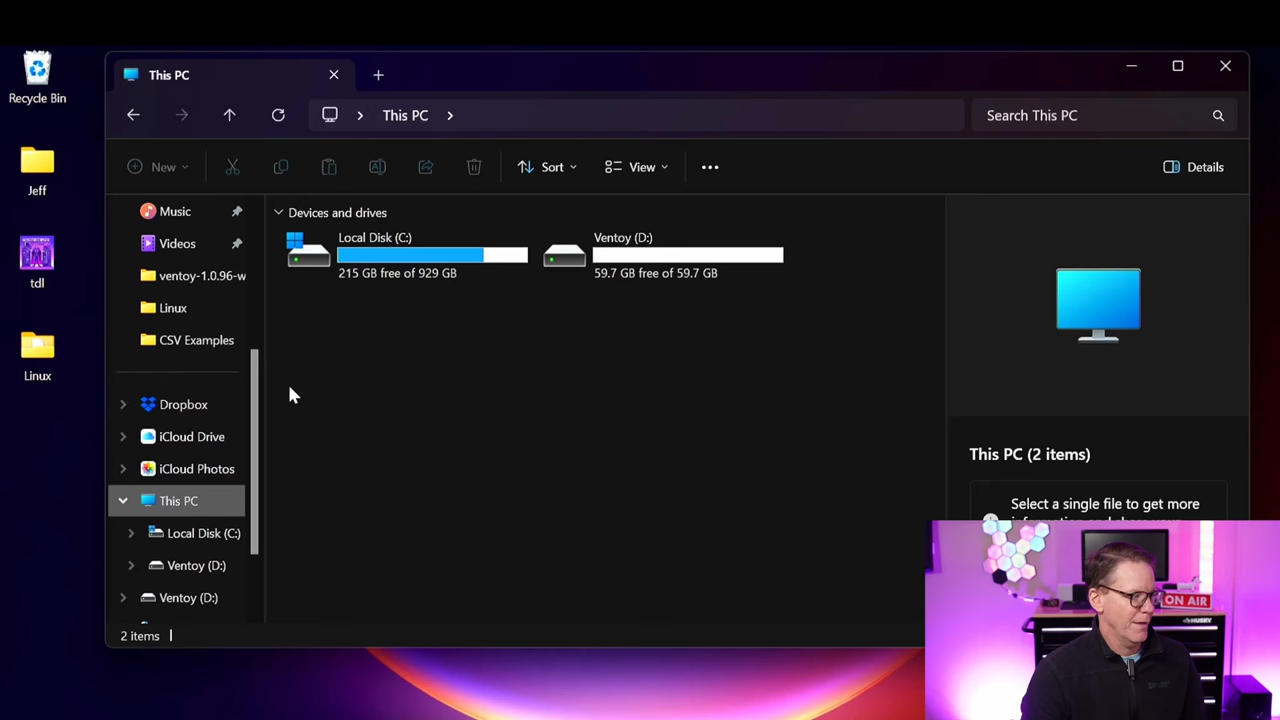 Recycle Bin
Jeff
tdl
Linux
This PC
This PC
Search This PC
New
Sort
View
Details
Music
Videos
ventoy-1.0.96-w
Linux
CSV Examples
Dropbox
iCloud Drive
iCloud Photos
This PC
Local Disk (C:)
Ventoy (D:)
Ventoy (D:)
Devices and drives
Local Disk (C:)
215 GB free of 929 GB
Ventoy (D:)
59.7 GB free of 59.7 GB
This PC (2 items)
Select a single file to get more
2 items
ON AIR
HUSKY